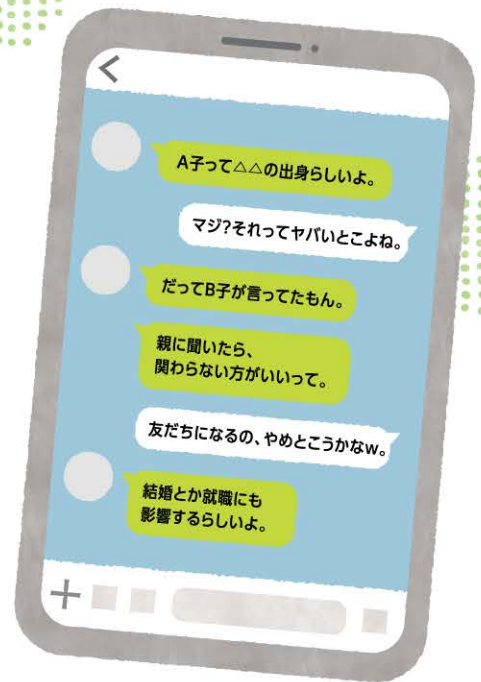 A子って△△の出身らしいよ。
マジ?それってヤバいとこよね。
だってB子が言ってたもん。
親に聞いたら、
関わらない方がいいって。
友だちになるの、やめとこうかなw。
結婚とか就職にも
影響するらしいよ。